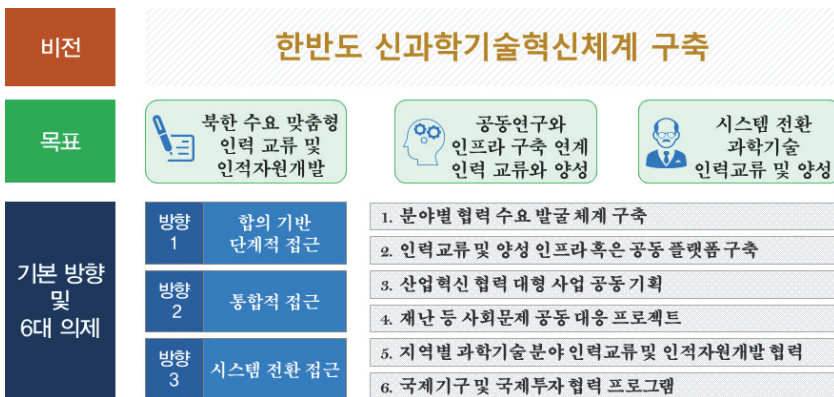 비전
한반도 신과학기술혁신체계 구축
목표
북한 수요 맞춤형
인력 교류 및
인적자원개발
공동연구와
인프라 구축 연계
인력 교류와 양성
시스템 전환
과학기술
인력교류 및 양성
기본 방향
및
6대 의제
방향
1
합의 기반
단계적 접근
방향
2
통합적 접근
방향
3
시스템 전환 접근
1. 분야별 협력 수요 발굴 체계 구축
2. 인력교류 및 양성 인프라 혹은 공동 플랫폼 구축
3. 산업혁신 협력 대형 사업 공동 기획
4. 재난 등 사회문제 공동 대응 프로젝트
5. 지역별 과학기술 분야 인력교류 및 인적자원개발 협력
6. 국제기구 및 국제투자 협력 프로그램